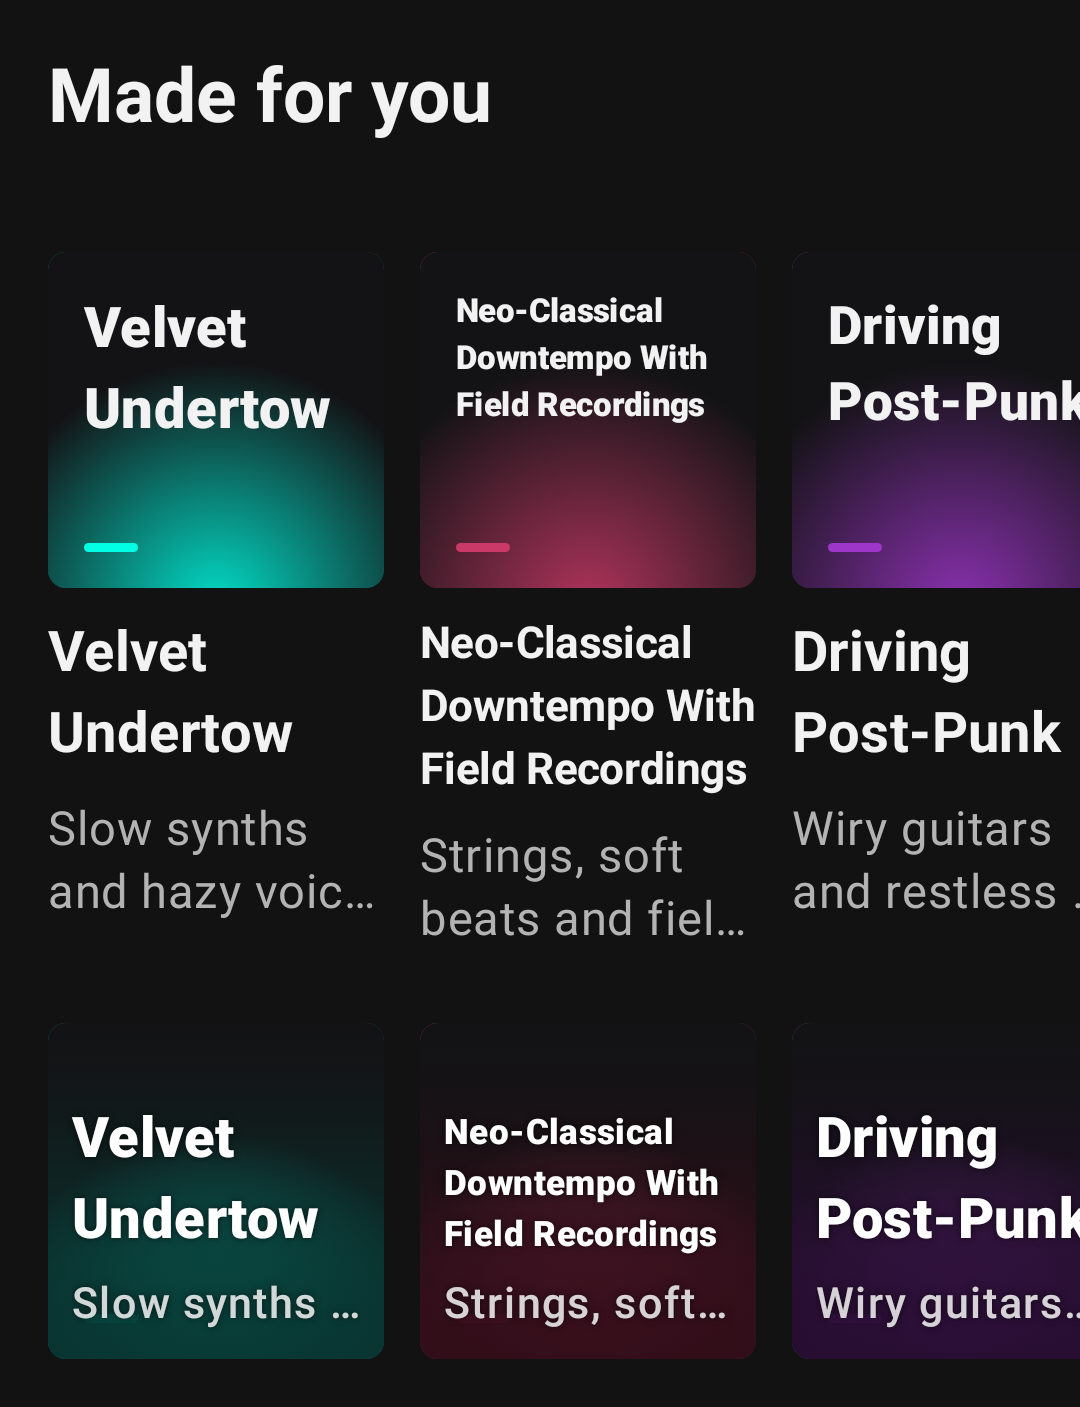 Made for you
Velvet
Undertow
Neo-Classical
Downtempo With
Field Recordings
Driving
Post-Punk
Velvet
Undertow
Slow synths
and hazy voic…
Neo-Classical
Downtempo With
Field Recordings
Strings, soft
beats and fiel…
Driving
Post-Punk
Wiry guitars
and restless …
Velvet
Undertow
Slow synths …
Neo-Classical
Downtempo With
Field Recordings
Strings, soft…
Driving
Post-Punk
Wiry guitars…